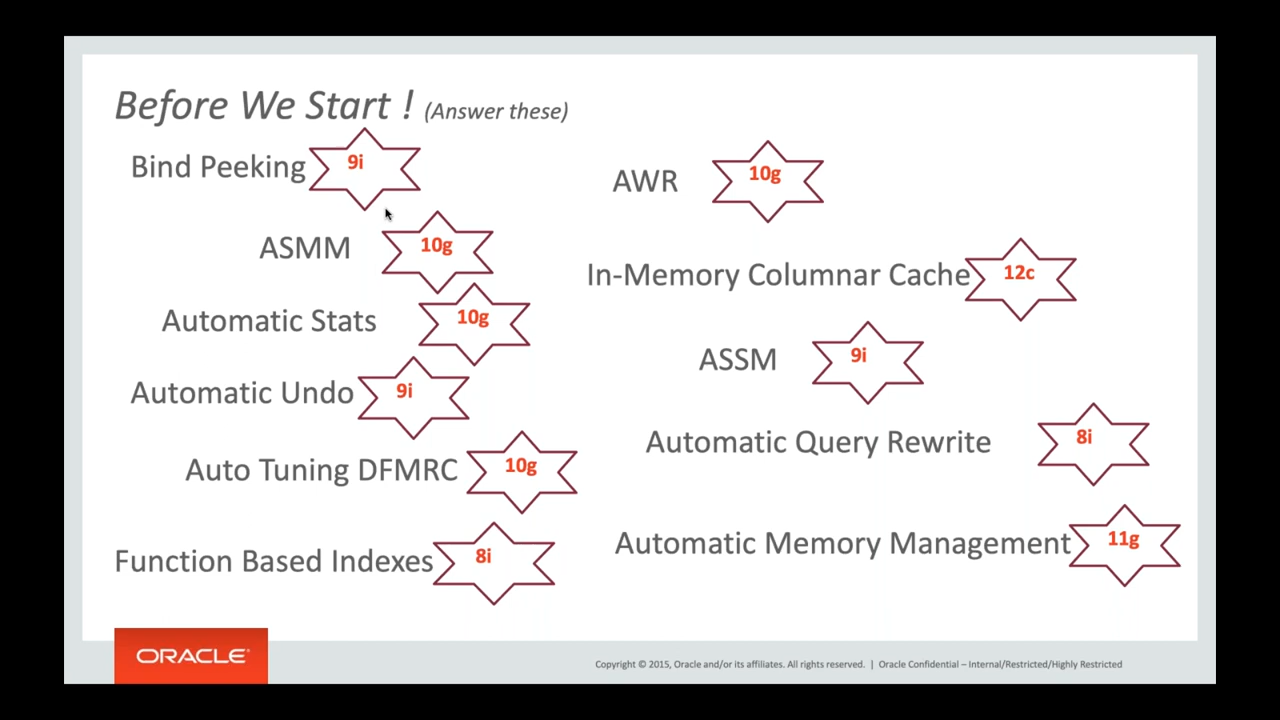 Before We Start ! (Answer these)
Bind Peeking 9i
ASMM 10g
Automatic Stats 10g
Automatic Undo 9i
Auto Tuning DFMRC 10g
Function Based Indexes 8i
AWR 10g
In-Memory Columnar Cache 12c
ASSM 9i
Automatic Query Rewrite 8i
Automatic Memory Management 11g
ORACLE
Copyright © 2015, Oracle and/or its affiliates. All rights reserved. | Oracle Confidential – Internal/Restricted/Highly Restricted